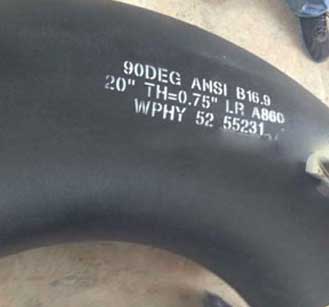 90DEG ANSI B16.9
20" TH=0.75" LR A860
WPHY 52 55231